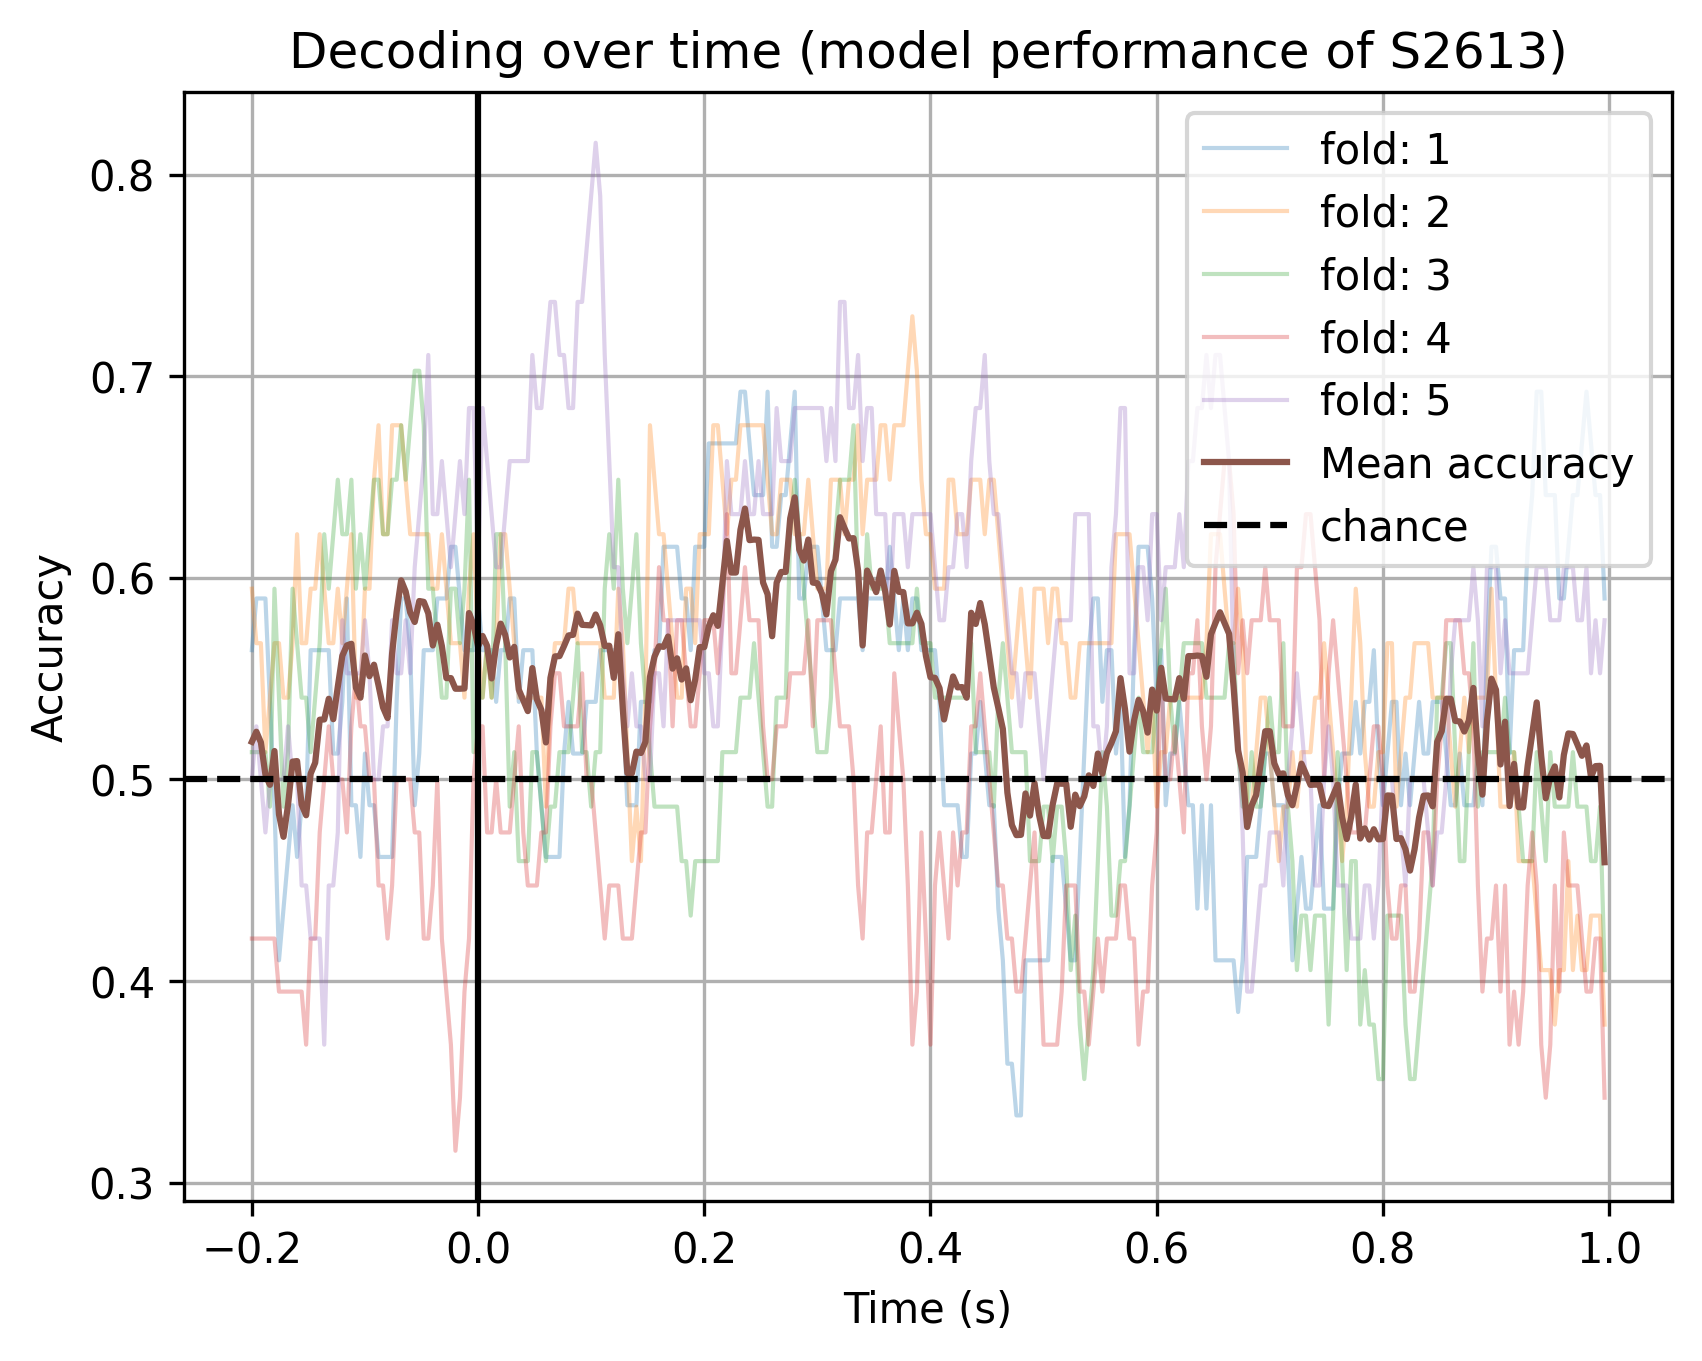 Decoding over time (model performance of S2613)
fold: 1
fold: 2
fold: 3
fold: 4
fold: 5
Mean accuracy
chance
Accuracy
0.8
0.7
0.6
0.5
0.4
0.3
−0.2 0.0 0.2 0.4 0.6 0.8 1.0
Time (s)